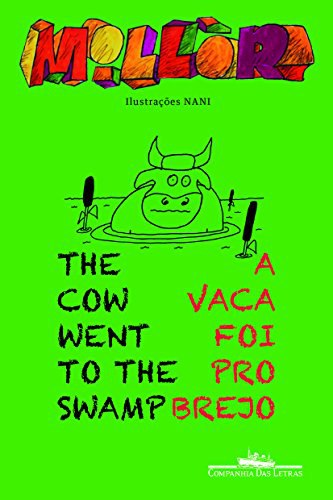 MILLÔR
Ilustrações NANI
THE A
COW VACA
WENT FOI
TO THE PRO
SWAMP BREJO
COMPANHIA DAS LETRAS